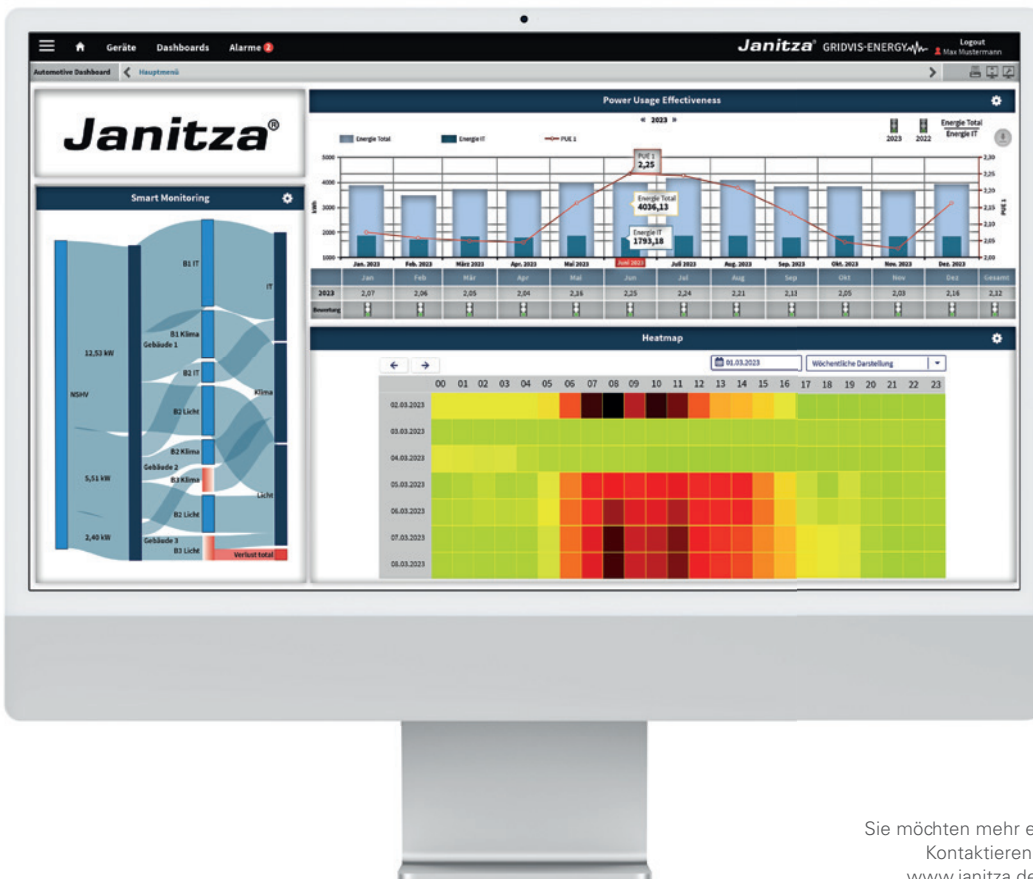 Geräte Dashboards Alarme 2
Janitza® GRIDVIS-ENERGY
Logout
Max Mustermann
Automotive Dashboard Hauptmenü
Janitza®
Smart Monitoring
B1 IT
IT
B1 Klima
Gebäude 1
12,53 kW
B2 IT
NSHV
Klima
B2 Licht
B2 Klima
Gebäude 2
5,51 kW
B3 Klima
Licht
B2 Licht
2,40 kW
Gebäude 3
B3 Licht
Verlust total
Power Usage Effectiveness
« 2023 »
Energie Total Energie IT PUE 1
2023 2022
Energie Total
Energie IT
kWh
5000
4000
3000
2000
1000
PUE 1
2,25
Energie Total
4036,13
Energie IT
1793,18
2,30
2,25
2,20
2,15
2,10
2,05
2,00
PUE 1
Jan. 2023 Feb. 2023 März 2023 Apr. 2023 Mai 2023 Juni 2023 Juli 2023 Aug. 2023 Sep. 2023 Okt. 2023 Nov. 2023 Dez. 2023
Jan Feb Mär Apr Mai Jun Jul Aug Sep Okt Nov Dez Gesamt
2023 2,07 2,06 2,05 2,04 2,16 2,25 2,24 2,21 2,13 2,05 2,03 2,16 2,12
Bewertung
Heatmap
01.03.2023 Wöchentliche Darstellung
00 01 02 03 04 05 06 07 08 09 10 11 12 13 14 15 16 17 18 19 20 21 22 23
02.03.2023
03.03.2023
04.03.2023
05.03.2023
06.03.2023
07.03.2023
08.03.2023
Sie möchten mehr e
Kontaktieren
www.janitza.de